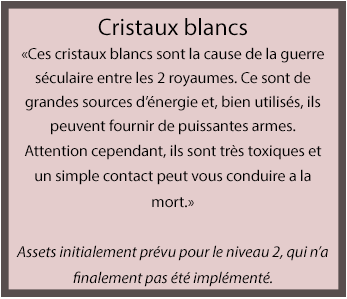 Cristaux blancs
«Ces cristaux blancs sont la cause de la guerre
séculaire entre les 2 royaumes. Ce sont de
grandes sources d’énergie et, bien utilisés, ils
peuvent fournir de puissantes armes.
Attention cependant, ils sont très toxiques et
un simple contact peut vous conduire a la
mort.»
Assets initialement prévu pour le niveau 2, qui n’a
finalement pas été implémenté.